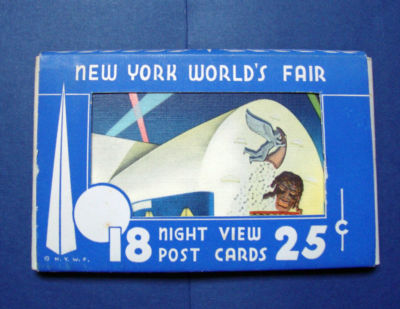 NEW YORK WORLD'S FAIR
18 NIGHT VIEW POST CARDS 25¢
© N.Y.W.F.